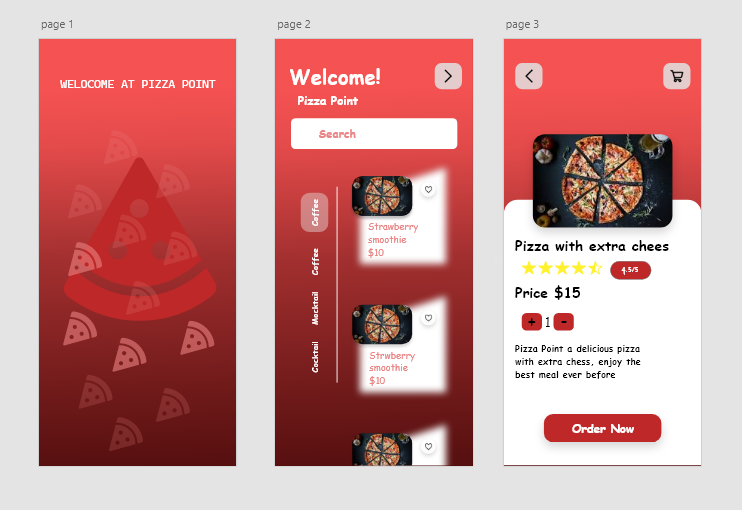 page 1
WELOCOME AT PIZZA POINT
page 2
Welcome!
Pizza Point
Search
Coffee
Coffee
Mocktail
Cocktail
Strawberry
smoothie
$10
Strwberry
smoothie
$10
page 3
Pizza with extra chees
4.5/5
Price $15
+ 1 -
Pizza Point a delicious pizza
with extra chess, enjoy the
best meal ever before
Order Now